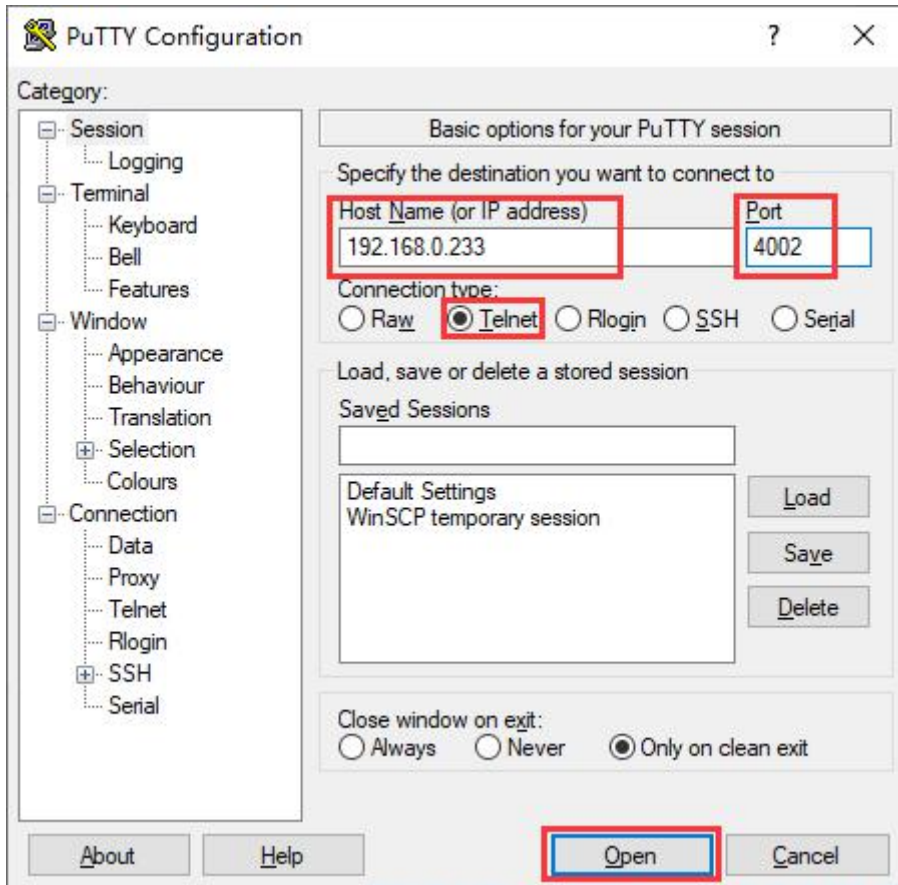 PuTTY Configuration
?
Category:
Session
Logging
Terminal
Keyboard
Bell
Features
Window
Appearance
Behaviour
Translation
Selection
Colours
Connection
Data
Proxy
Telnet
Rlogin
SSH
Serial
Basic options for your PuTTY session
Specify the destination you want to connect to
Host Name (or IP address) Port
192.168.0.233 4002
Connection type:
Raw Telnet Rlogin SSH Serial
Load, save or delete a stored session
Saved Sessions
Default Settings
WinSCP temporary session
Load
Save
Delete
Close window on exit:
Always Never Only on clean exit
About Help Open Cancel